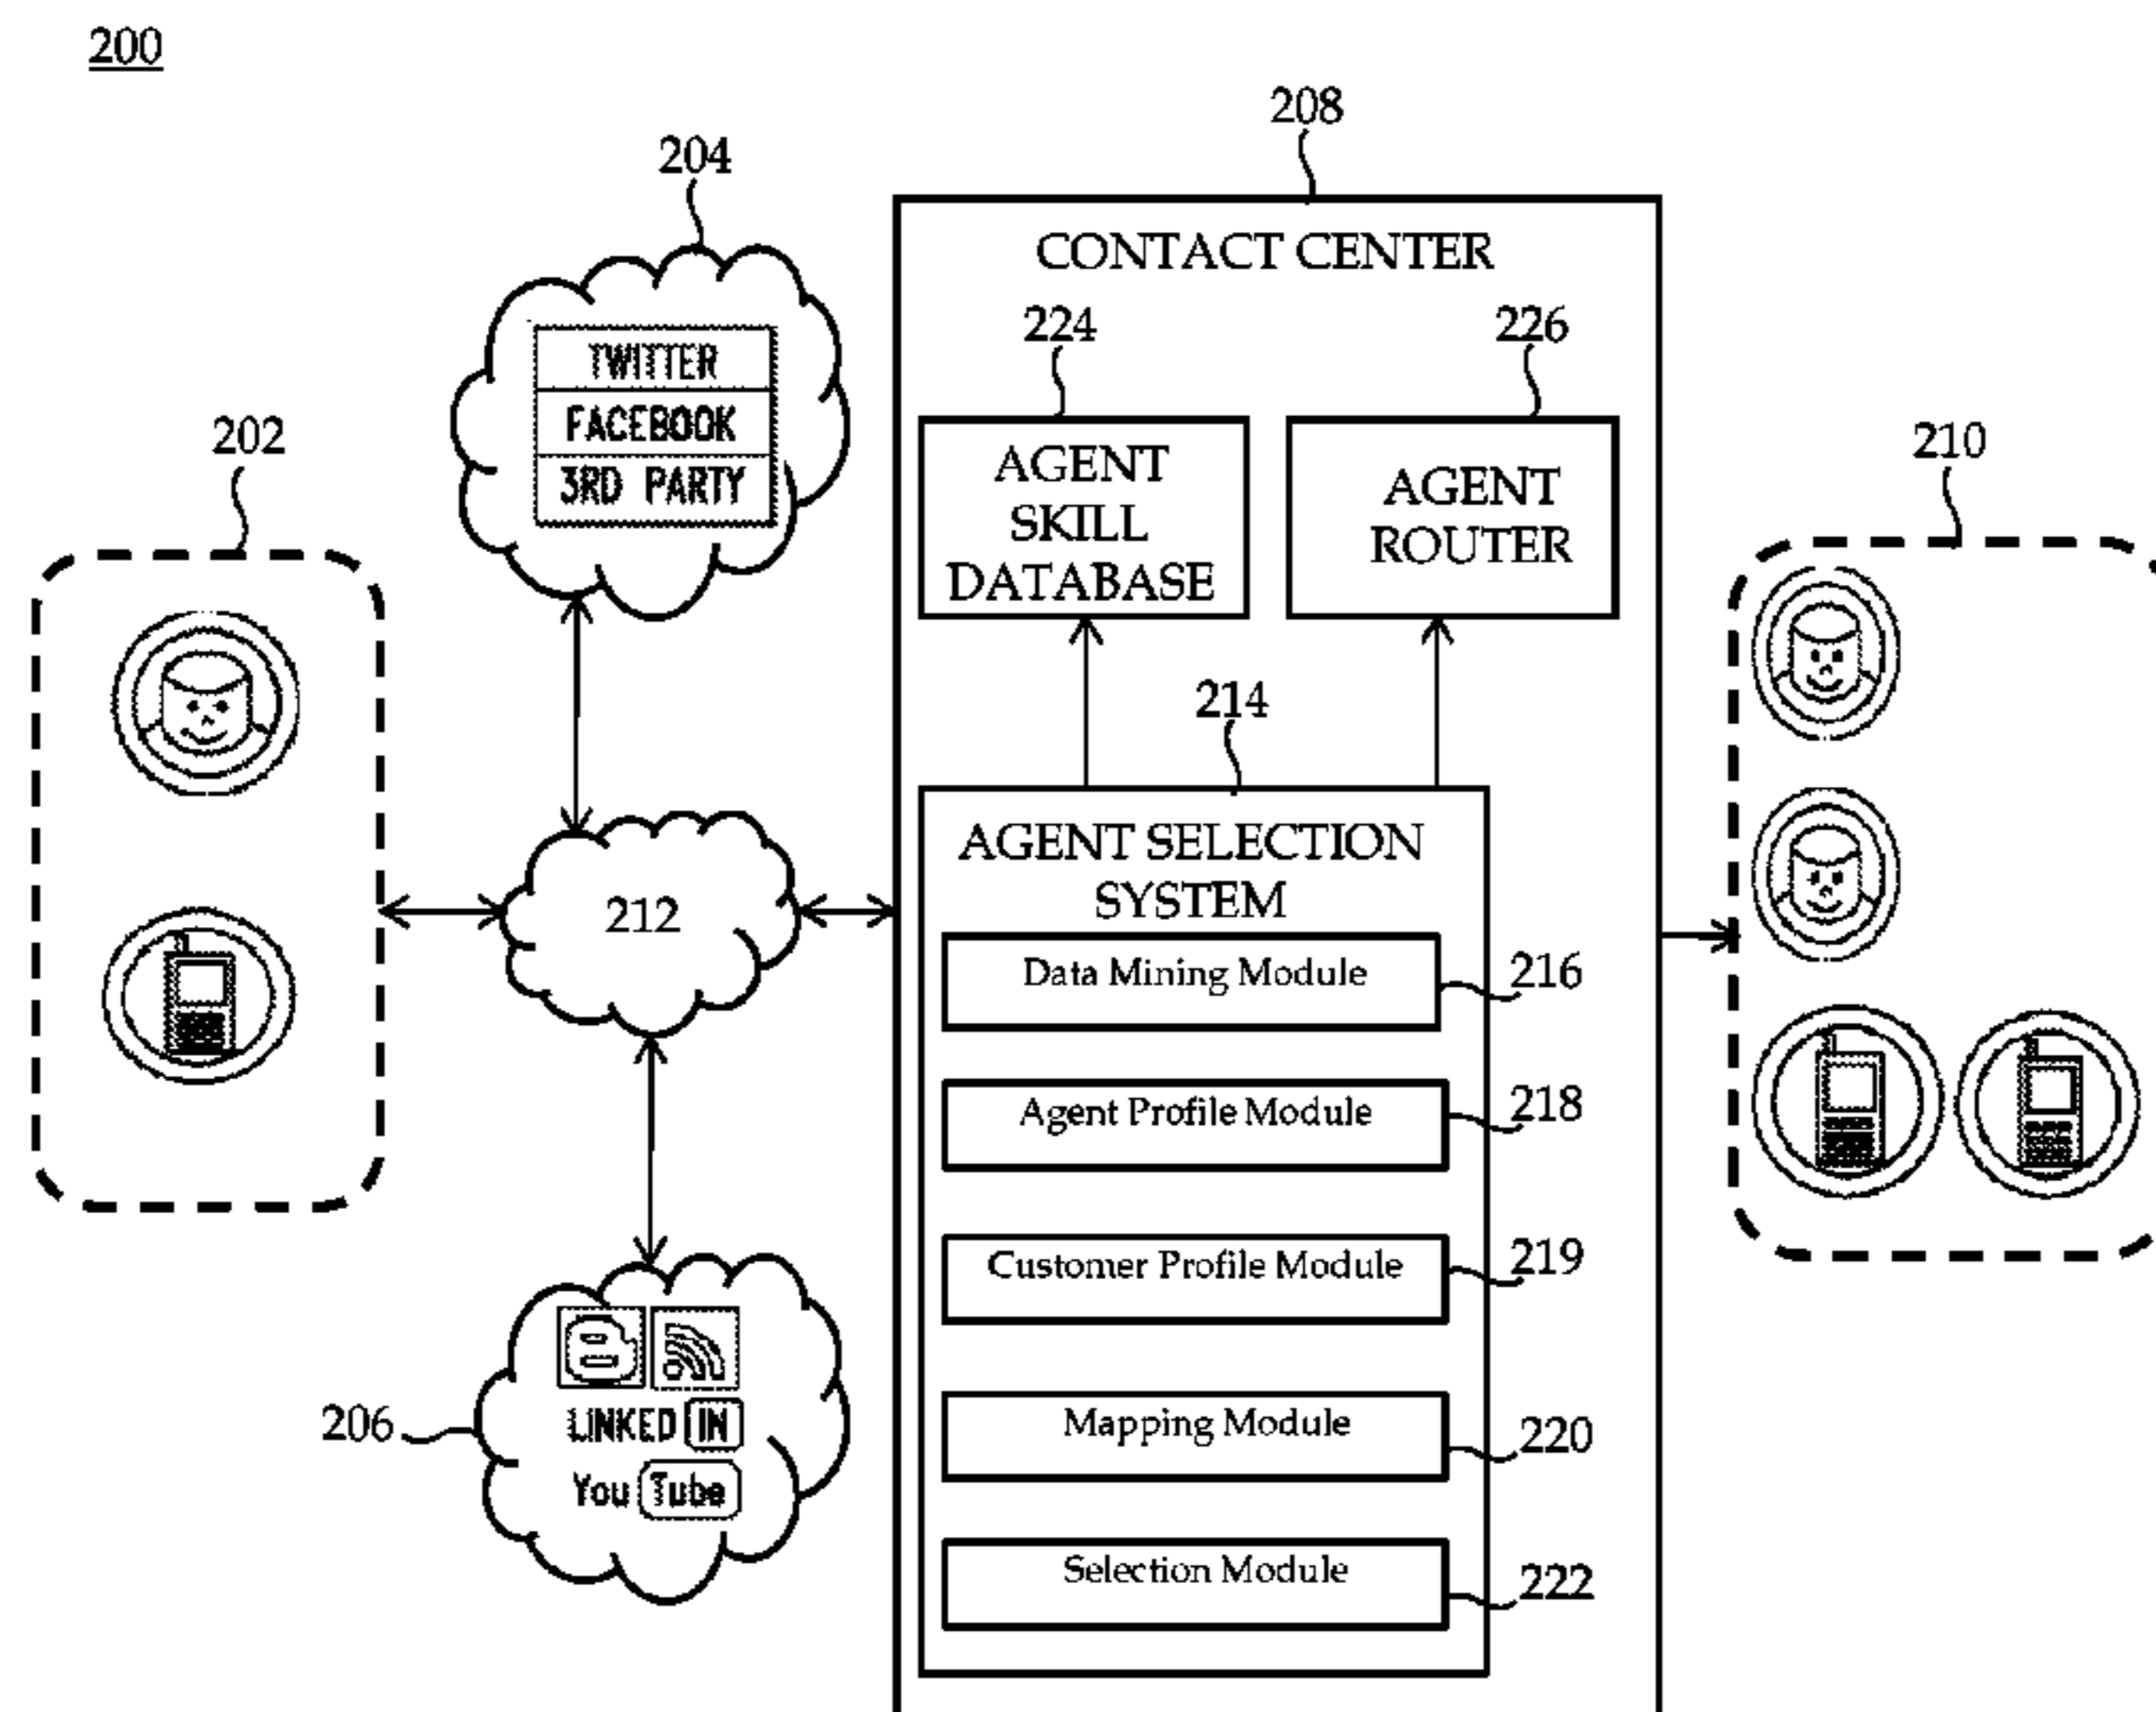 200
208
204
CONTACT CENTER
224
226
TWITTER
FACEBOOK
3RD PARTY
202
210
AGENT
SKILL
DATABASE
AGENT
ROUTER
214
AGENT SELECTION
SYSTEM
212
Data Mining Module
216
Agent Profile Module
218
Customer Profile Module
219
LINKED IN
You Tube
206
Mapping Module
220
Selection Module
222